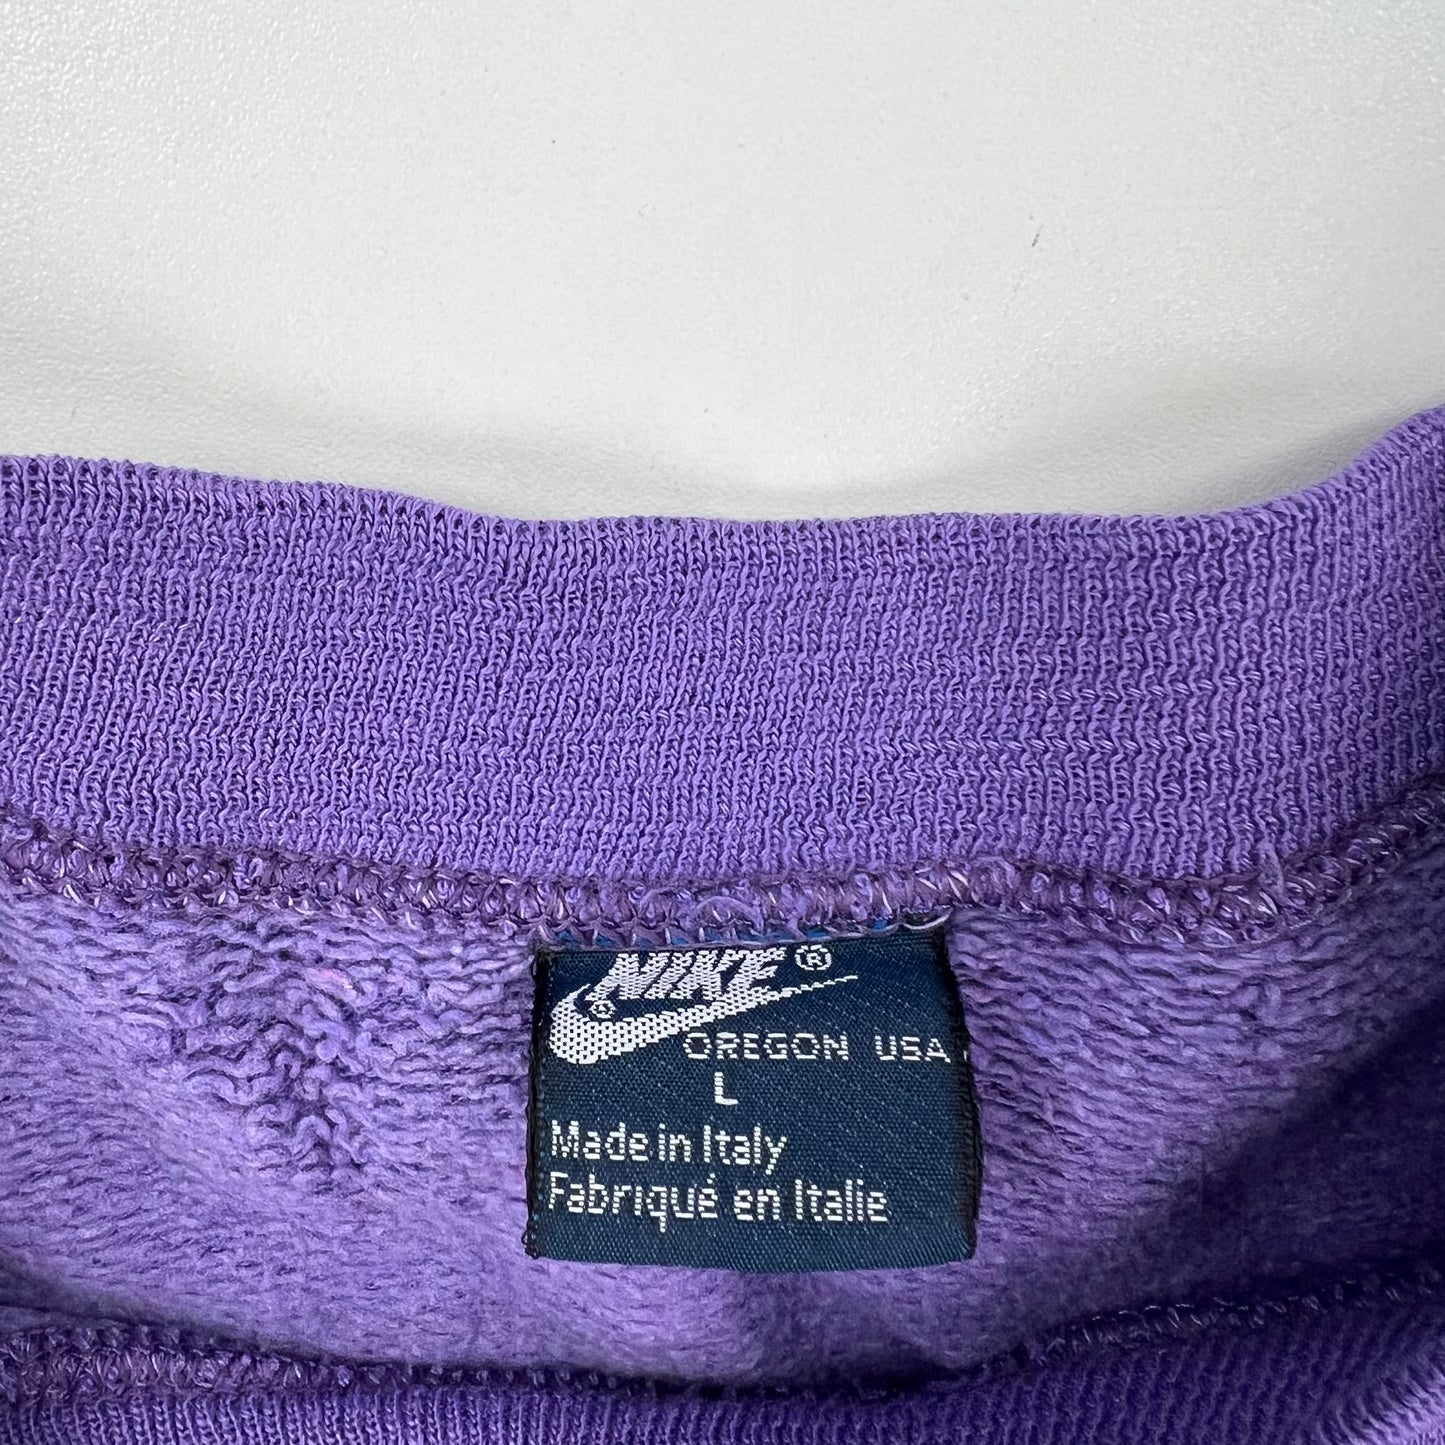 NIKE®
®
OREGON USA
L
Made in Italy
Fabriqué en Italie